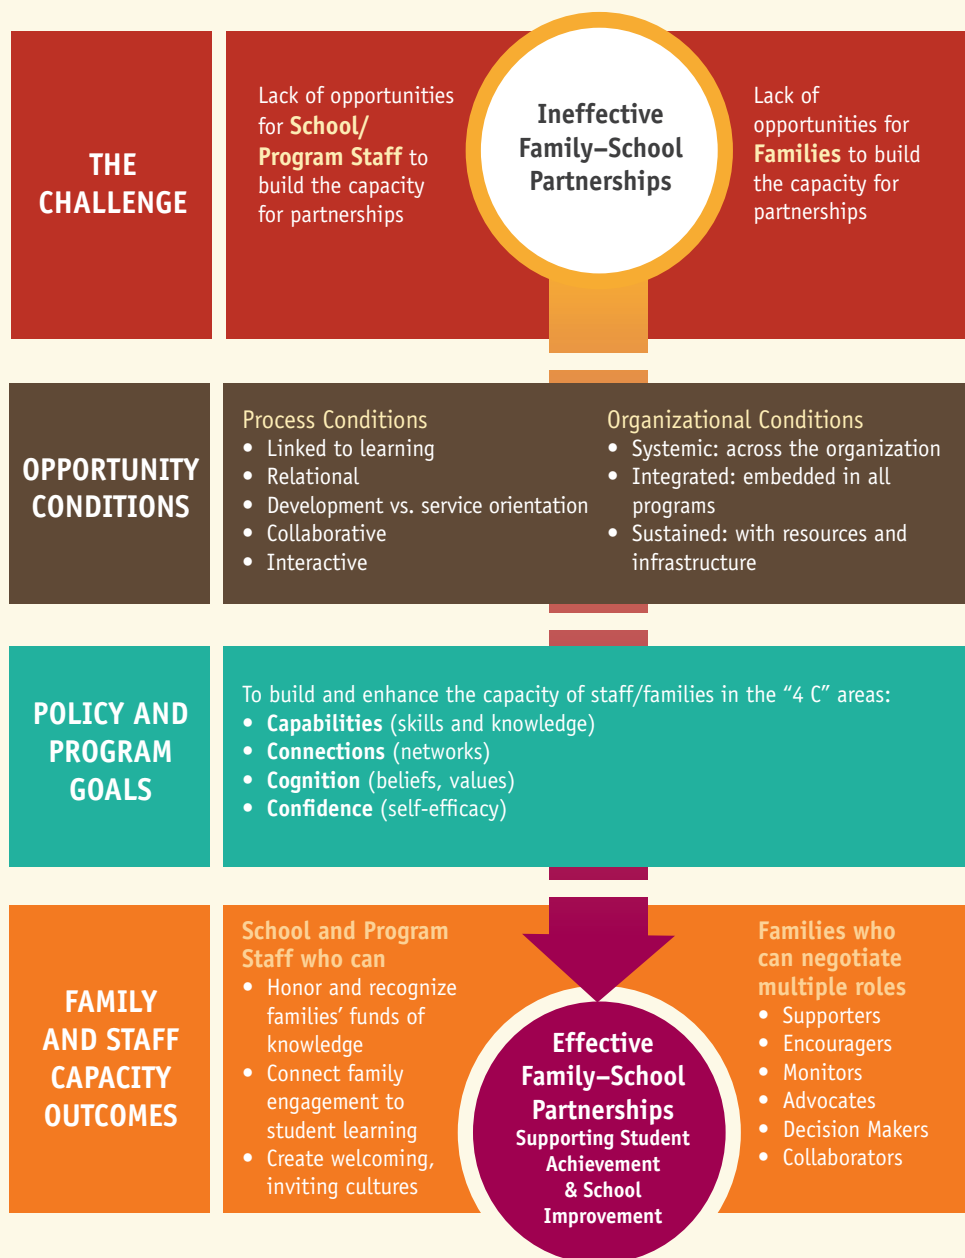 THE
CHALLENGE
Lack of opportunities
for School/
Program Staff to
build the capacity
for partnerships
Ineffective
Family–School
Partnerships
Lack of
opportunities for
Families to build
the capacity for
partnerships
OPPORTUNITY
CONDITIONS
Process Conditions
• Linked to learning
• Relational
• Development vs. service orientation
• Collaborative
• Interactive
Organizational Conditions
• Systemic: across the organization
• Integrated: embedded in all
programs
• Sustained: with resources and
infrastructure
POLICY AND
PROGRAM
GOALS
To build and enhance the capacity of staff/families in the “4 C” areas:
• Capabilities (skills and knowledge)
• Connections (networks)
• Cognition (beliefs, values)
• Confidence (self-efficacy)
FAMILY
AND STAFF
CAPACITY
OUTCOMES
School and Program
Staff who can
• Honor and recognize
families’ funds of
knowledge
• Connect family
engagement to
student learning
• Create welcoming,
inviting cultures
Effective
Family–School
Partnerships
Supporting Student
Achievement
& School
Improvement
Families who
can negotiate
multiple roles
• Supporters
• Encouragers
• Monitors
• Advocates
• Decision Makers
• Collaborators